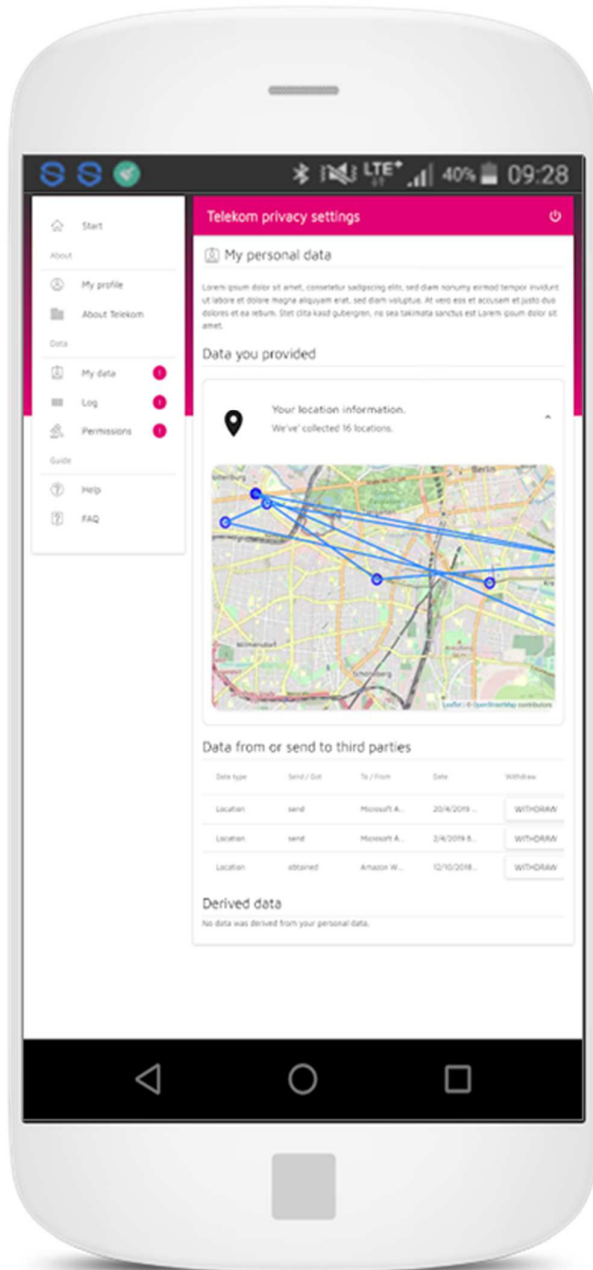 40% 09:28
LTE+
Start
About
My profile
About Telekom
Data
My data
Log
Permissions
Guide
Help
FAQ
Telekom privacy settings
My personal data
Lorem ipsum dolor sit amet, consetetur sadipscing elitr, sed diam nonumy eirmod tempor invidunt
ut labore et dolore magna aliquyam erat, sed diam voluptua. At vero eos et accusam et justo duo
dolores et ea rebum. Stet clita kasd gubergren, no sea takimata sanctus est Lorem ipsum dolor sit
amet.
Data you provided
Your location information.
We've' collected 16 locations.
Berlin
Wilmersdorf
Schöneberg
Leaflet | © OpenStreetMap contributors
Data from or send to third parties
Data type Send / Got To / From Date Withdraw
Location send Microsoft A... 20/4/2019 ... WITHDRAW
Location send Microsoft A... 2/4/2019 8... WITHDRAW
Location obtained Amazon W... 12/10/2018... WITHDRAW
Derived data
No data was derived from your personal data.